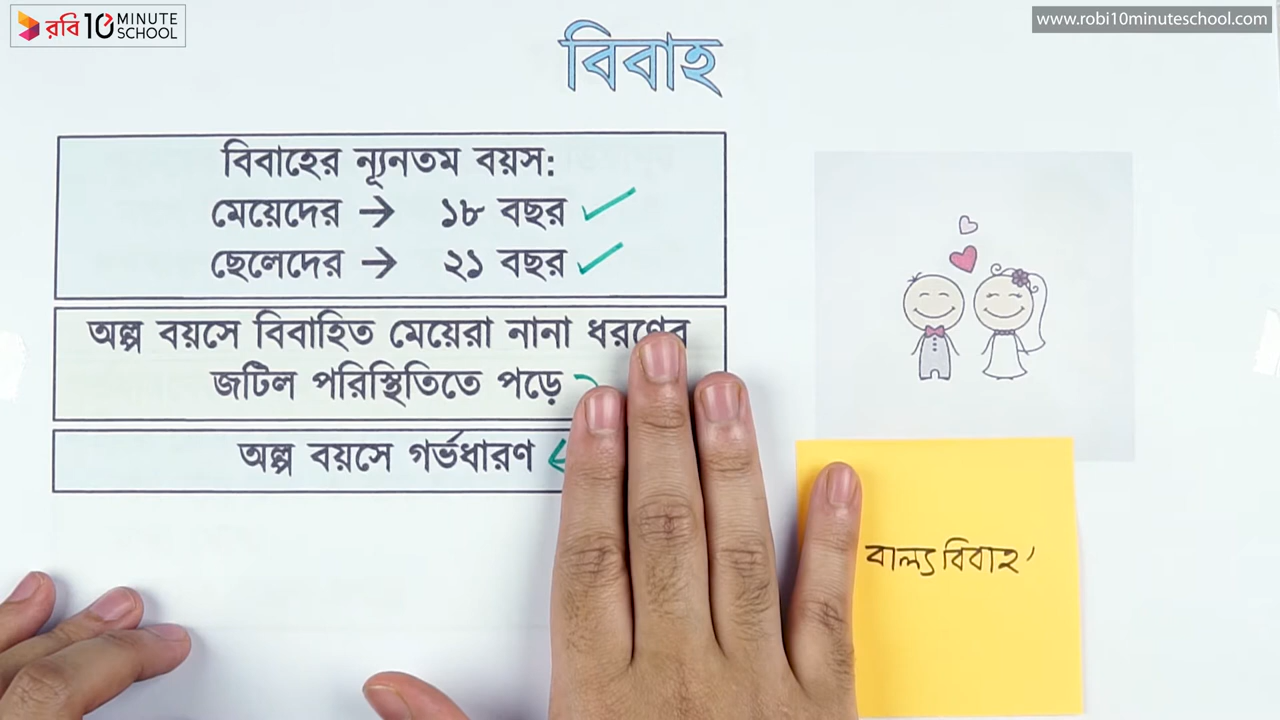 রবি 10 MINUTE SCHOOL
www.robi10minuteschool.com
বিবাহ
বিবাহের ন্যূনতম বয়স:
মেয়েদের → ১৮ বছর
ছেলেদের → ২১ বছর
অল্প বয়সে বিবাহিত মেয়েরা নানা ধরণের
জটিল পরিস্থিতিতে পড়ে
অল্প বয়সে গর্ভধারণ
বাল্য বিবাহ